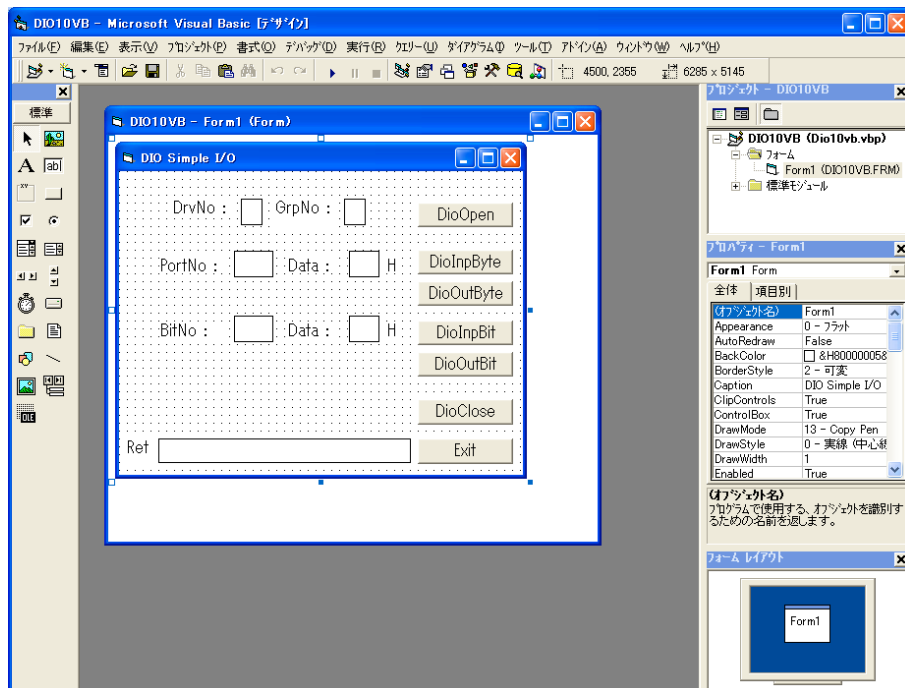 DIO10VB - Microsoft Visual Basic [ﾃﾞｻﾞｲﾝ]
ﾌｧｲﾙ(F) 編集(E) 表示(V) ﾌﾟﾛｼﾞｪｸﾄ(P) 書式(O) ﾃﾞﾊﾞｯｸﾞ(D) 実行(R) ｸｴﾘｰ(U) ﾀﾞｲｱｸﾞﾗﾑ(I) ﾂｰﾙ(T) ｱﾄﾞｲﾝ(A) ｳｨﾝﾄﾞｳ(W) ﾍﾙﾌﾟ(H)
4500, 2355 6285 x 5145
標準
A ab|
XY
OLE
DIO10VB - Form1 (Form)
DIO Simple I/O
DrvNo : GrpNo : DioOpen
PortNo : Data : H DioInpByte
DioOutByte
BitNo : Data : H DioInpBit
DioOutBit
DioClose
Ret Exit
ﾌﾟﾛｼﾞｪｸﾄ - DIO10VB
DIO10VB (Dio10vb.vbp)
ﾌｫｰﾑ
Form1 (DIO10VB.FRM)
標準ﾓｼﾞｭｰﾙ
ﾌﾟﾛﾊﾟﾃｨ - Form1
Form1 Form
全体 項目別
(ｵﾌﾞｼﾞｪｸﾄ名) Form1
Appearance 0 - ﾌﾗｯﾄ
AutoRedraw False
BackColor &H80000005&
BorderStyle 2 - 可変
Caption DIO Simple I/O
ClipControls True
ControlBox True
DrawMode 13 - Copy Pen
DrawStyle 0 - 実線 (中心線
DrawWidth 1
Enabled True
(ｵﾌﾞｼﾞｪｸﾄ名)
ﾌﾟﾛｸﾞﾗﾑで使用する、ｵﾌﾞｼﾞｪｸﾄを識別するための名前を返します。
ﾌｫｰﾑ ﾚｲｱｳﾄ
Form1